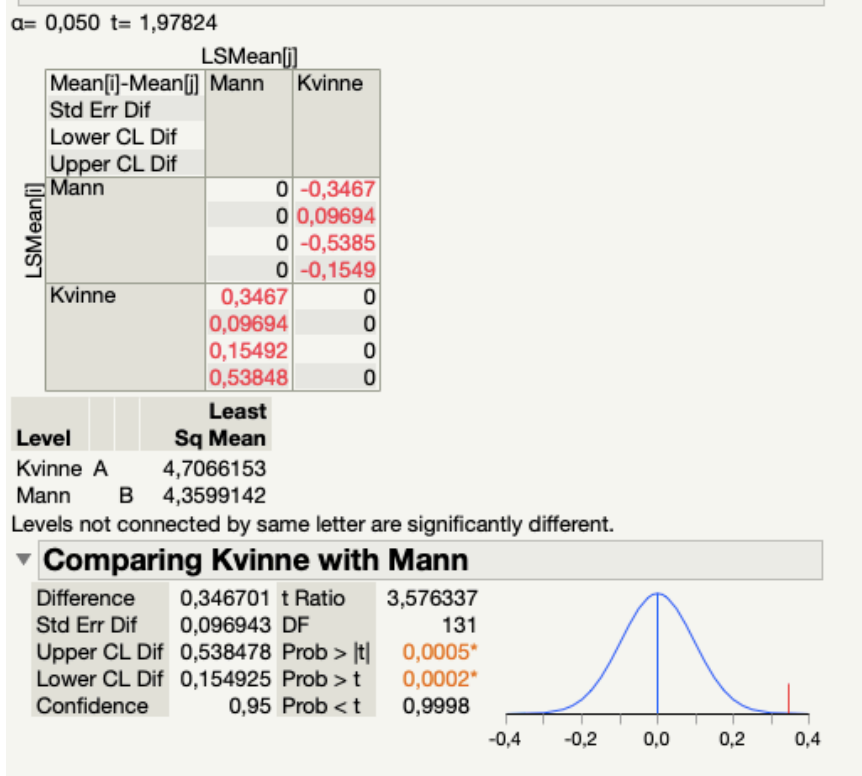 α= 0,050 t= 1,97824
LSMean[j]
Mean[i]-Mean[j] Mann Kvinne
Std Err Dif
Lower CL Dif
Upper CL Dif
LSMean[i]
Mann 0 -0,3467
0 0,09694
0 -0,5385
0 -0,1549
Kvinne 0,3467 0
0,09694 0
0,15492 0
0,53848 0
Least
Level Sq Mean
Kvinne A 4,7066153
Mann B 4,3599142
Levels not connected by same letter are significantly different.
Comparing Kvinne with Mann
Difference 0,346701 t Ratio 3,576337
Std Err Dif 0,096943 DF 131
Upper CL Dif 0,538478 Prob > |t| 0,0005*
Lower CL Dif 0,154925 Prob > t 0,0002*
Confidence 0,95 Prob < t 0,9998
-0,4 -0,2 0,0 0,2 0,4